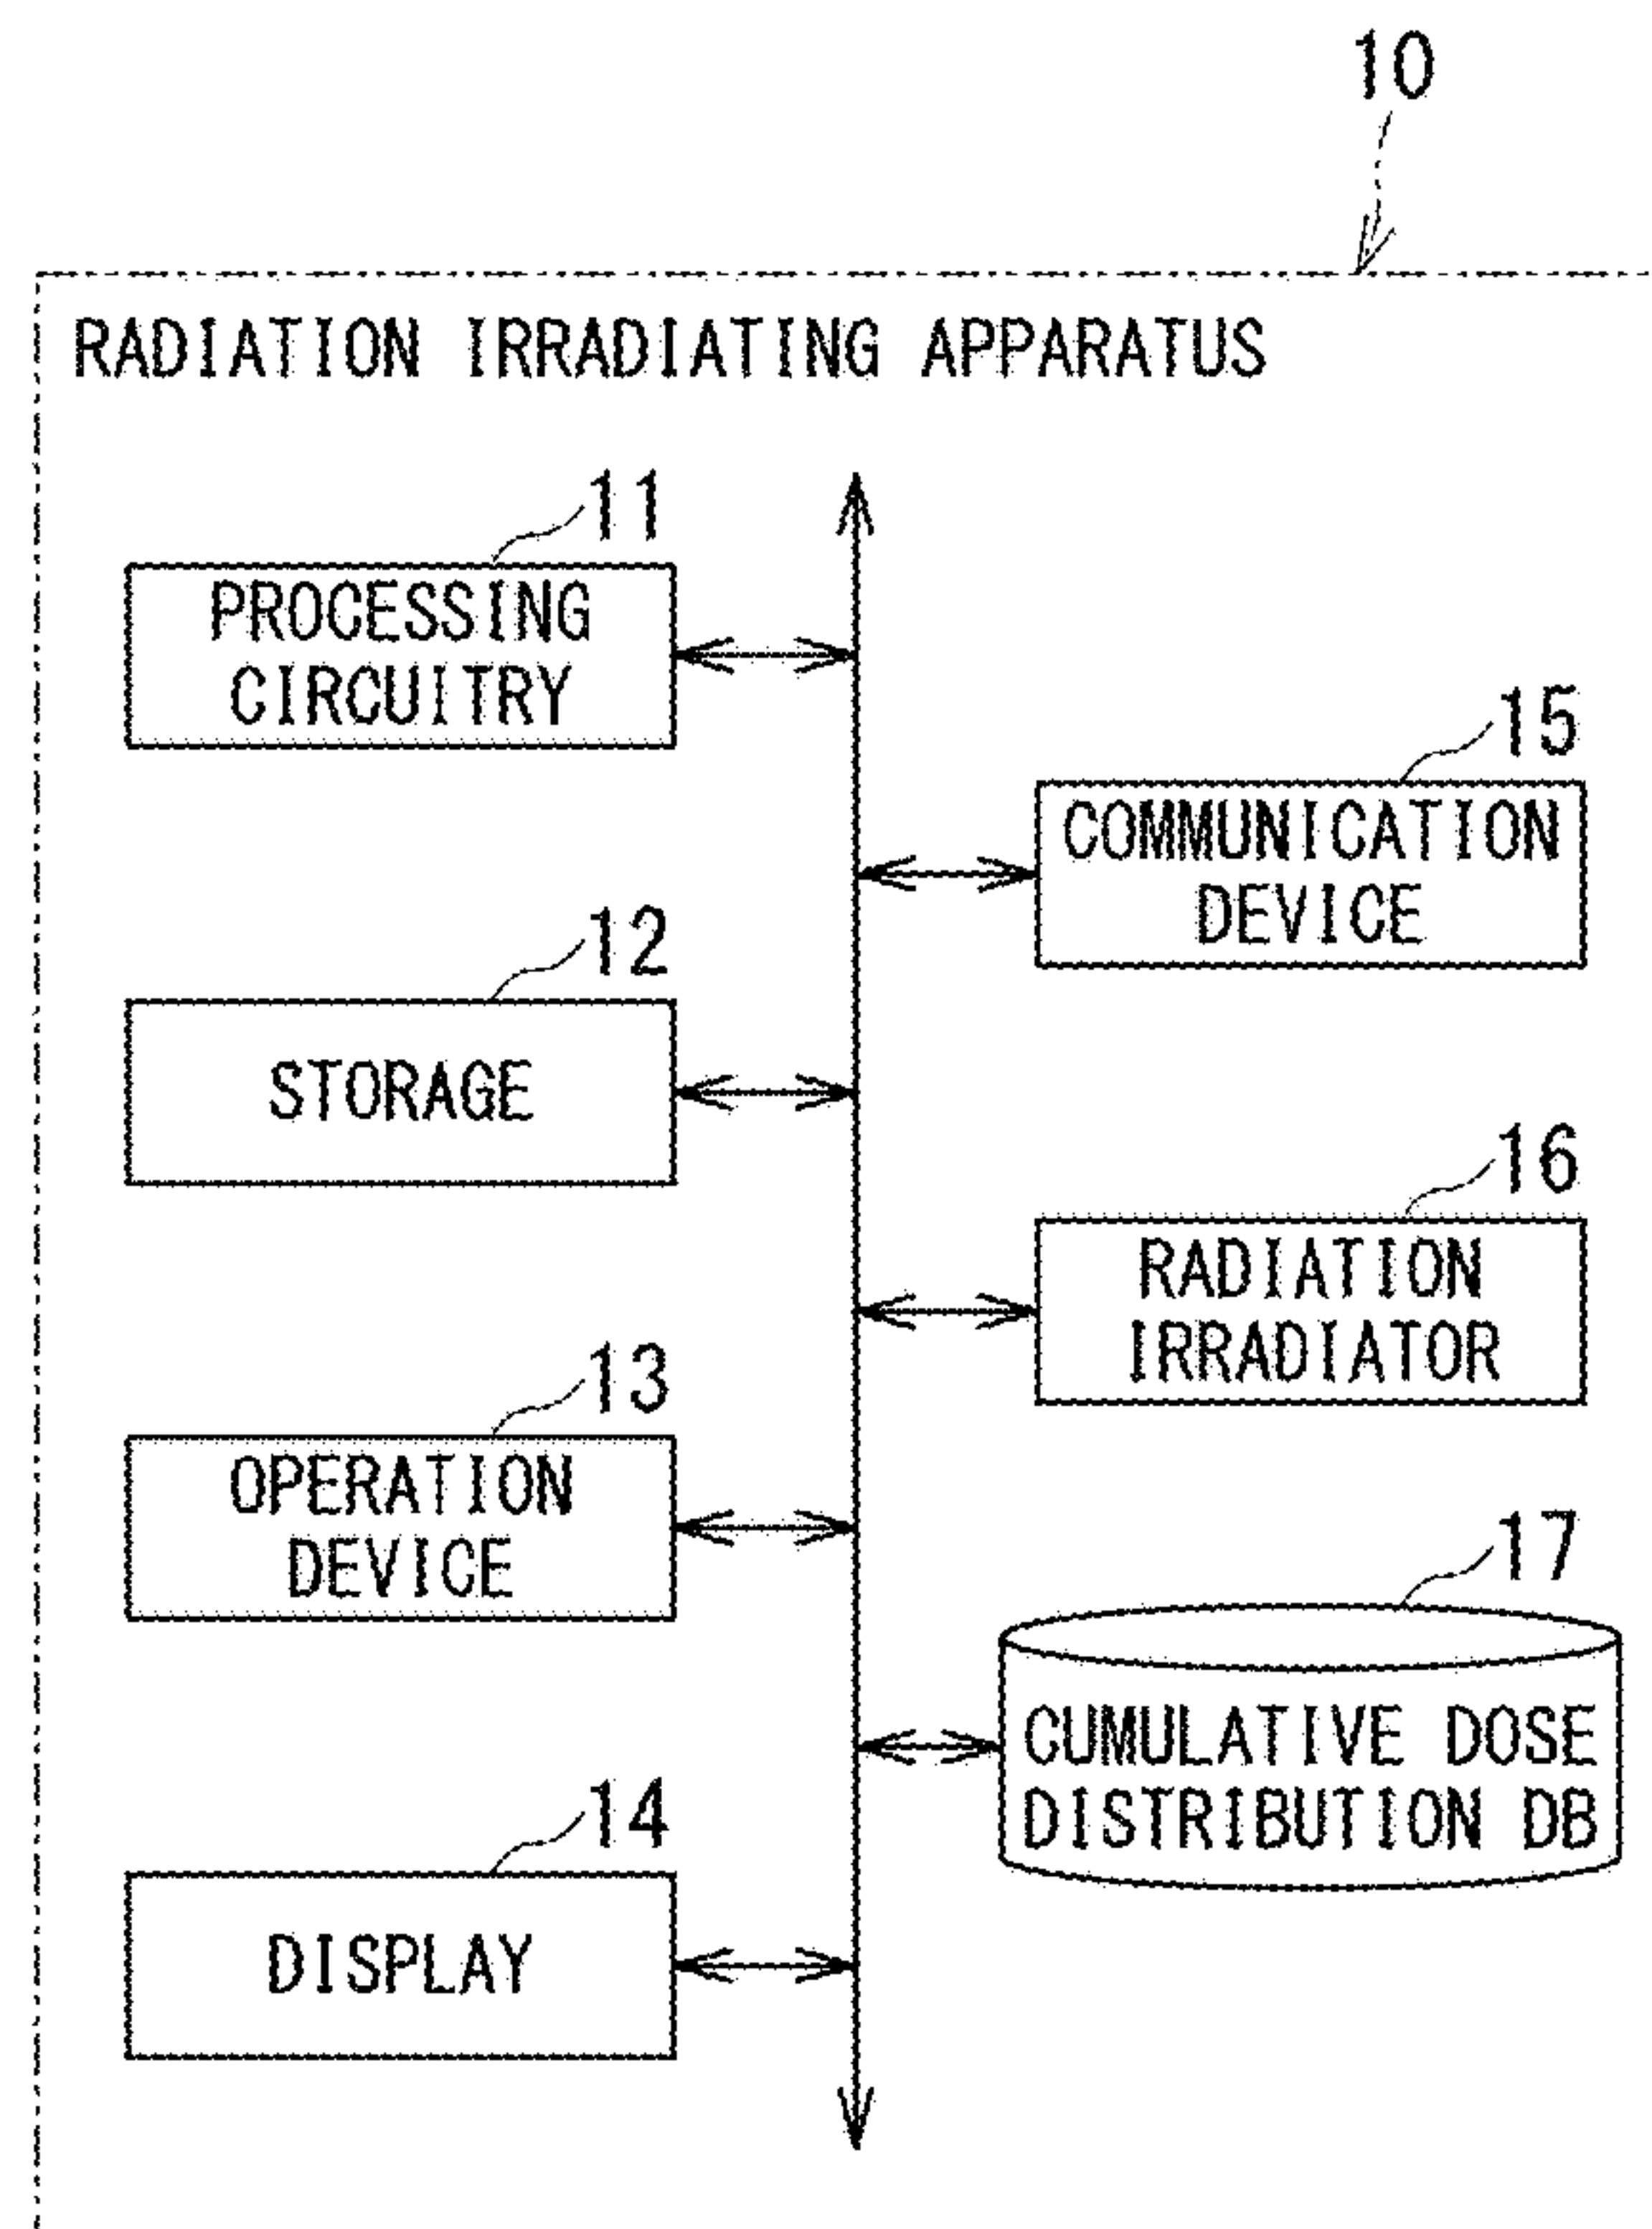 10
RADIATION IRRADIATING APPARATUS
11
PROCESSING
CIRCUITRY
15
COMMUNICATION
DEVICE
12
STORAGE
16
RADIATION
IRRADIATOR
13
OPERATION
DEVICE
17
CUMULATIVE DOSE
DISTRIBUTION DB
14
DISPLAY